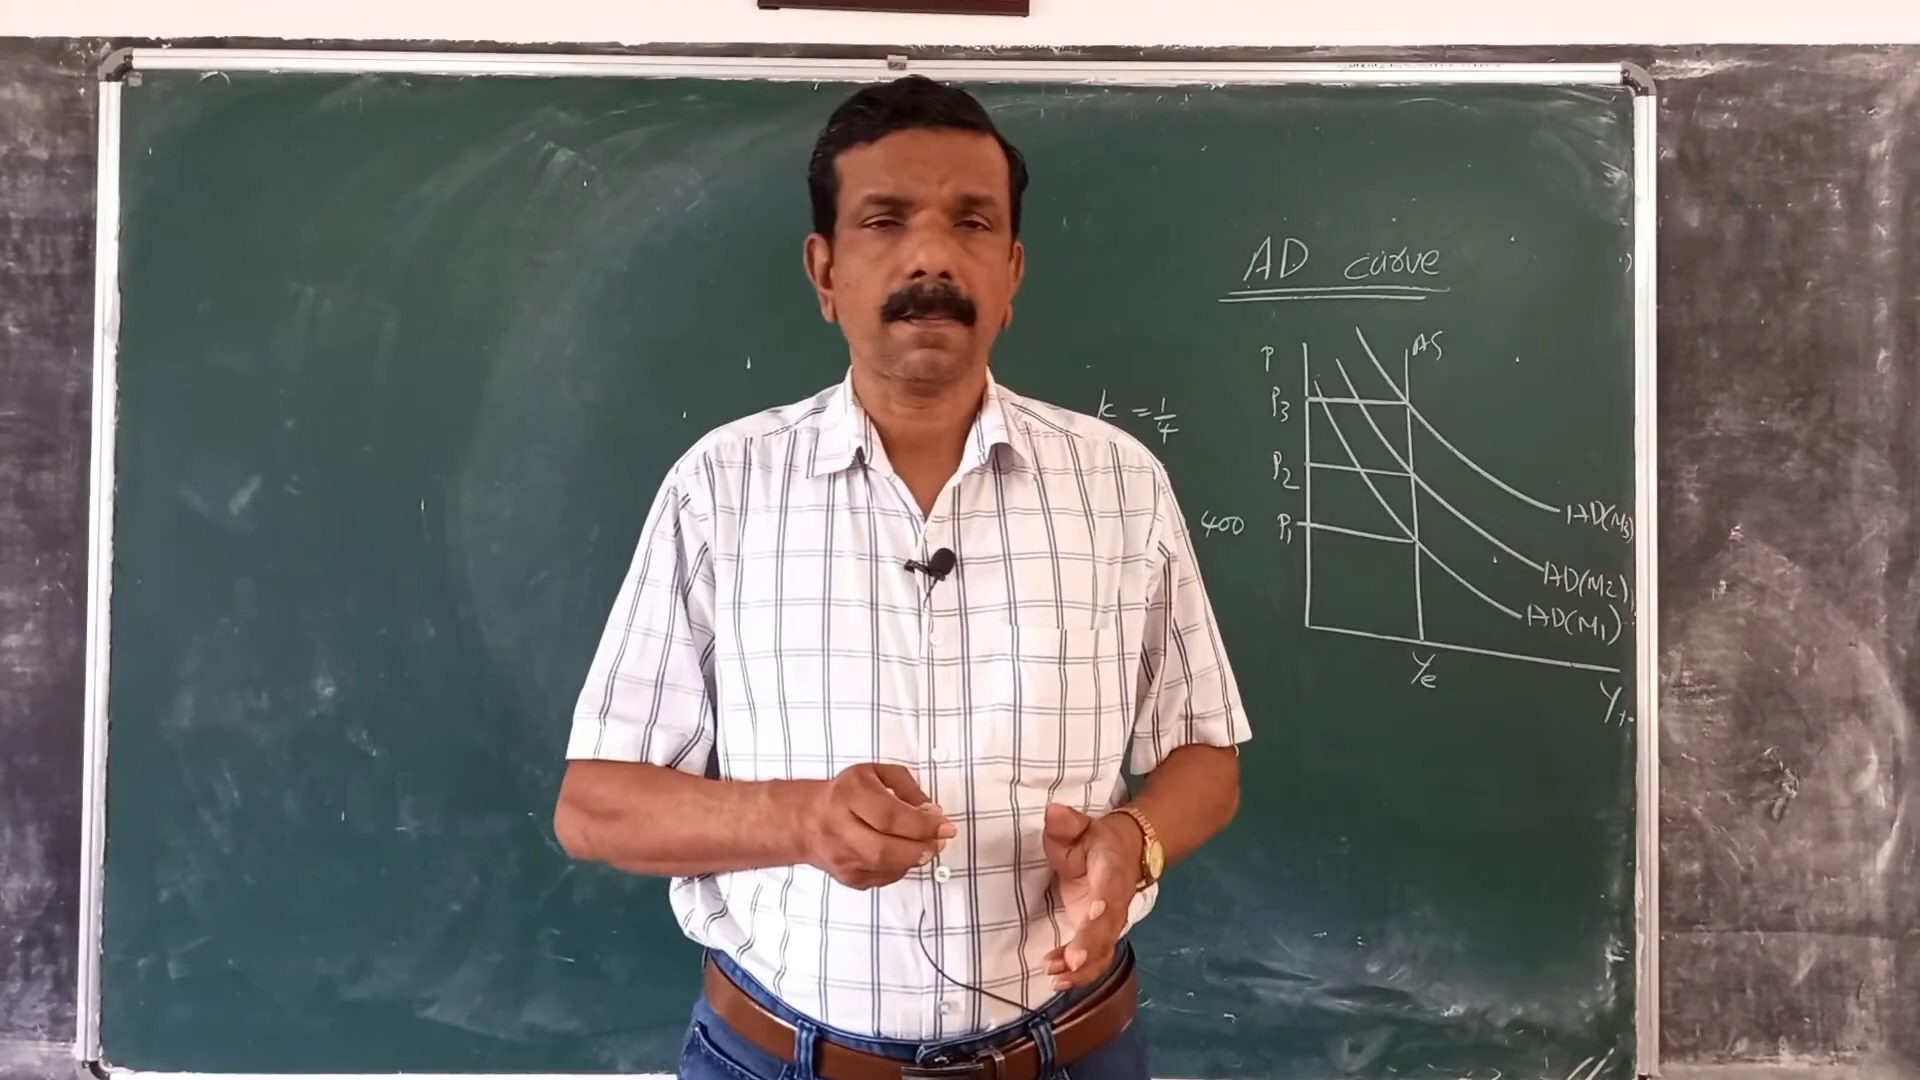 AD curve
P
AS
k = 1/4
P3
P2
400 P1
AD(M3)
AD(M2)
AD(M1)
Ye
Y